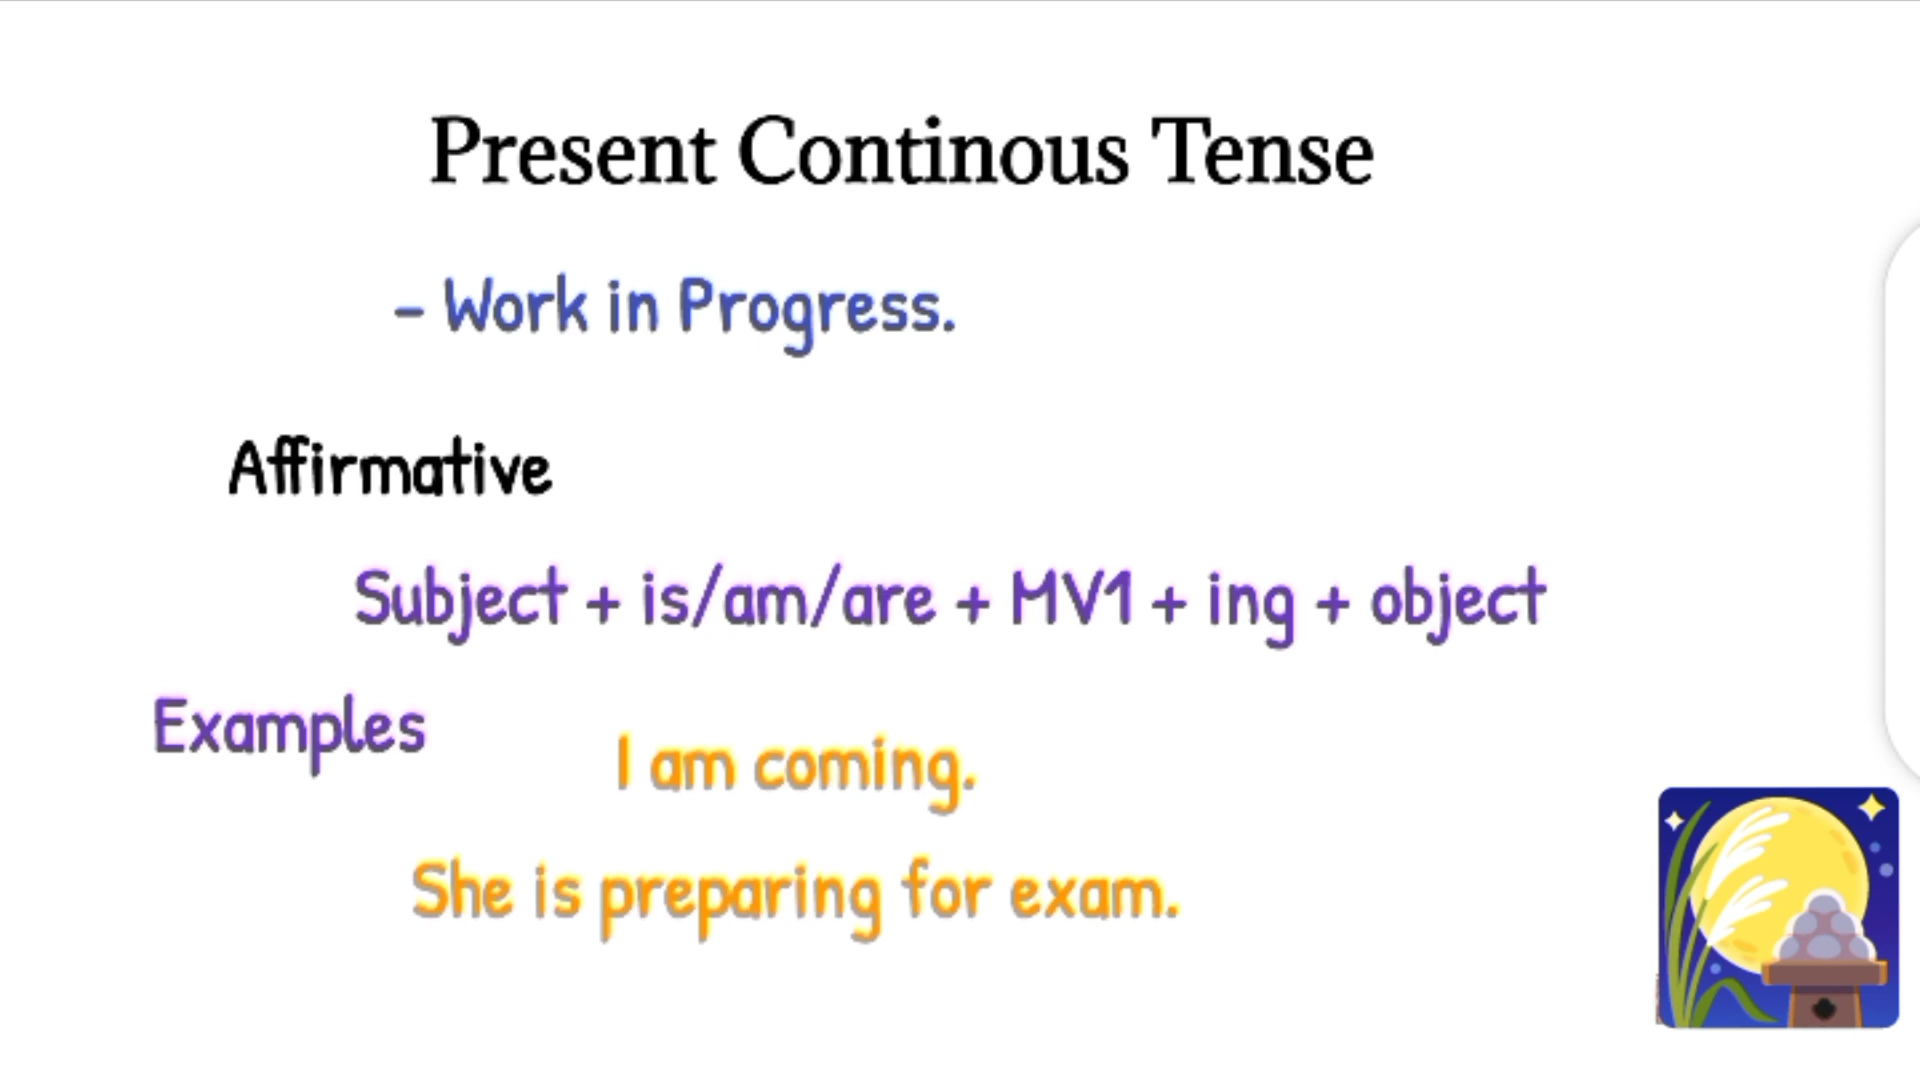 Present Continous Tense
- Work in Progress.
Affirmative
Subject + is/am/are + MV1 + ing + object
Examples
I am coming.
She is preparing for exam.